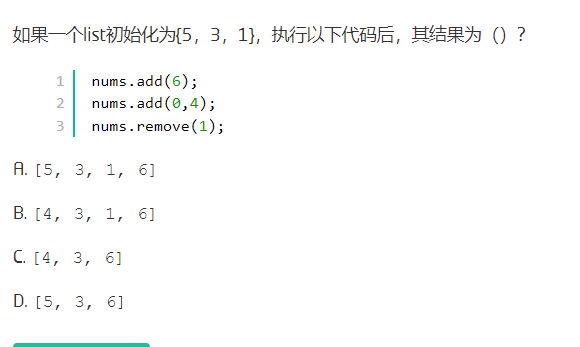 如果一个list初始化为{5，3，1}，执行以下代码后，其结果为（）？
1 nums.add(6);
2 nums.add(0,4);
3 nums.remove(1);
A. [5, 3, 1, 6]
B. [4, 3, 1, 6]
C. [4, 3, 6]
D. [5, 3, 6]